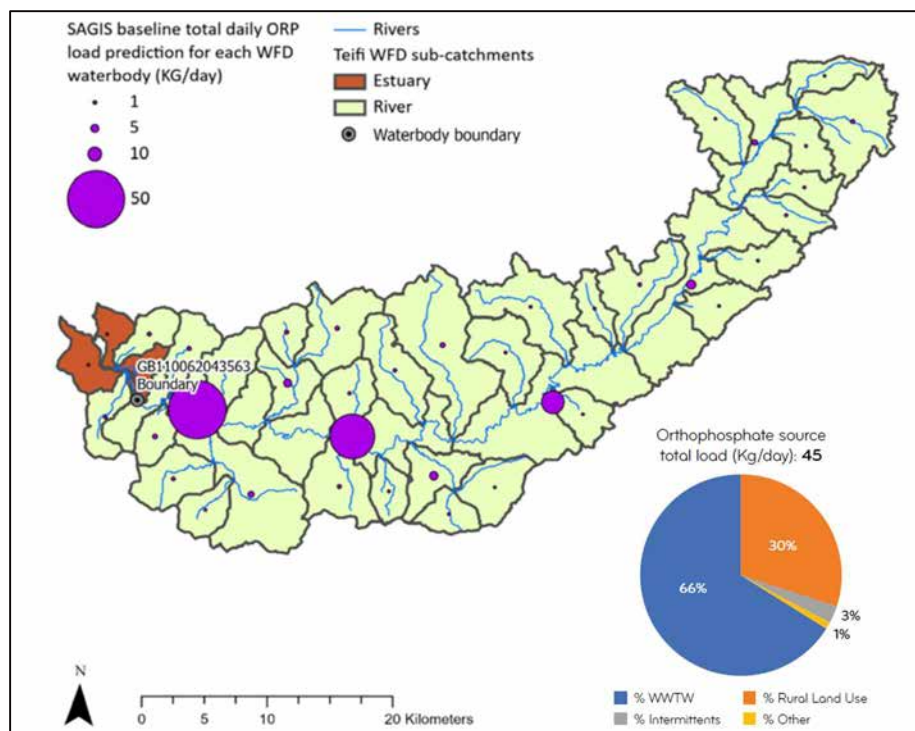 SAGIS baseline total daily ORP
load prediction for each WFD
waterbody (KG/day)
1
5
10
50
Rivers
Teifi WFD sub-catchments
Estuary
River
Waterbody boundary
GB110062043563
Boundary
Orthophosphate source
total load (Kg/day): 45
30%
66%
3%
1%
% WWTW
% Rural Land Use
% Intermittents
% Other
N
0 5 10 20 Kilometers